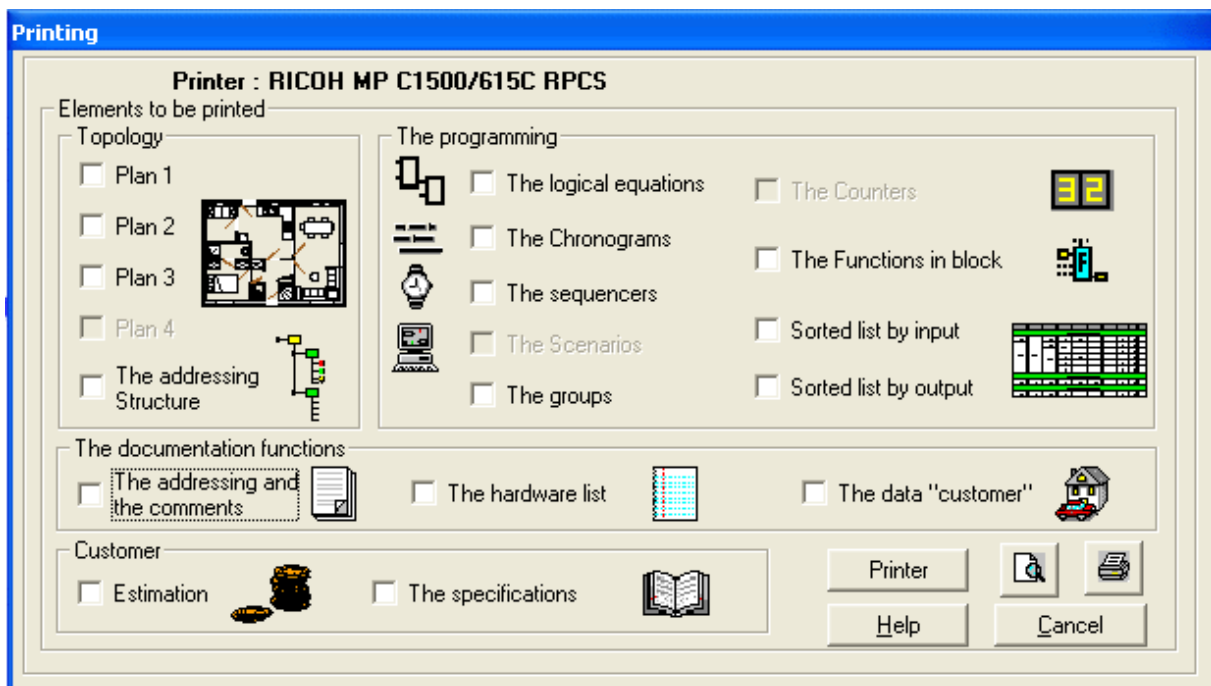 Printing
Printer : RICOH MP C1500/615C RPCS
Elements to be printed
Topology
Plan 1
Plan 2
Plan 3
Plan 4
The addressing
Structure
The programming
The logical equations
The Chronograms
The sequencers
The Scenarios
The groups
The Counters
32
The Functions in block
F
Sorted list by input
Sorted list by output
The documentation functions
The addressing and
the comments
The hardware list
The data "customer"
Customer
Estimation
The specifications
Printer
Help
Cancel